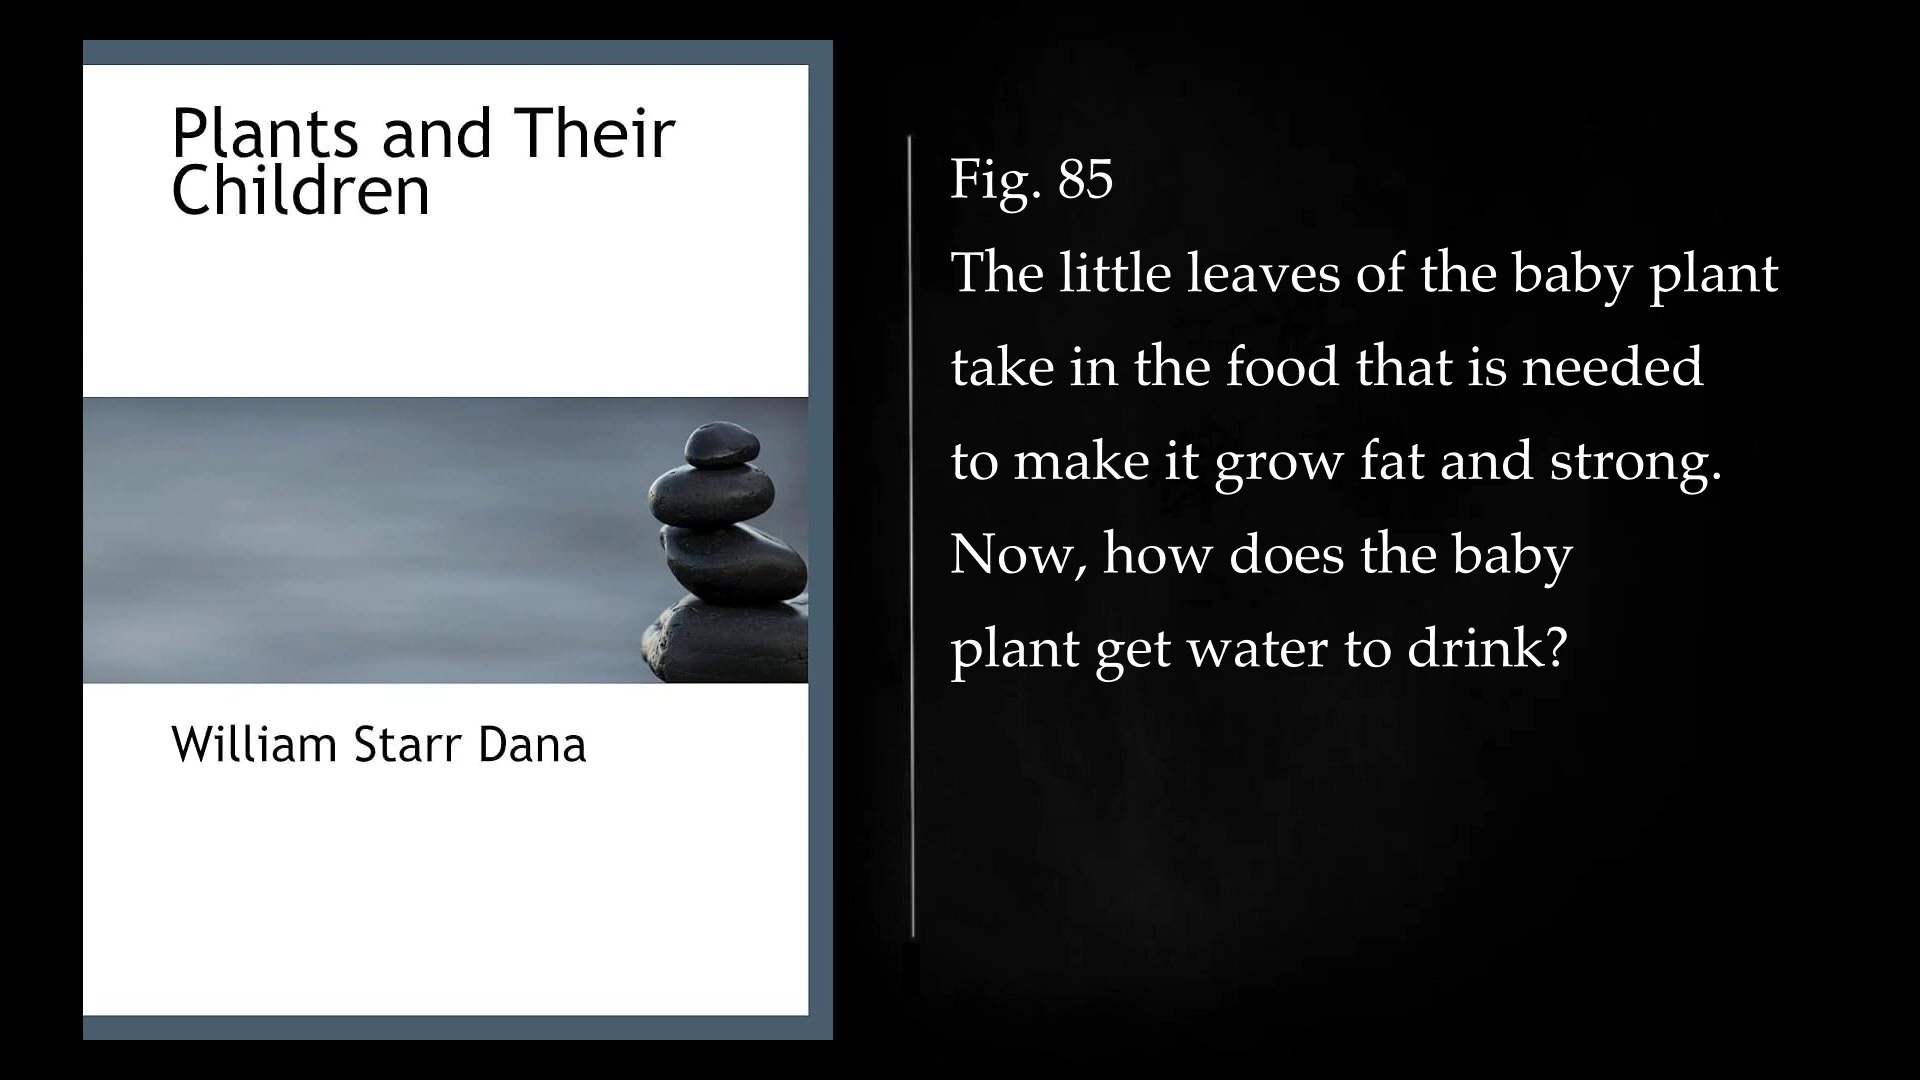 Plants and Their
Children
William Starr Dana
Fig. 85
The little leaves of the baby plant
take in the food that is needed
to make it grow fat and strong.
Now, how does the baby
plant get water to drink?